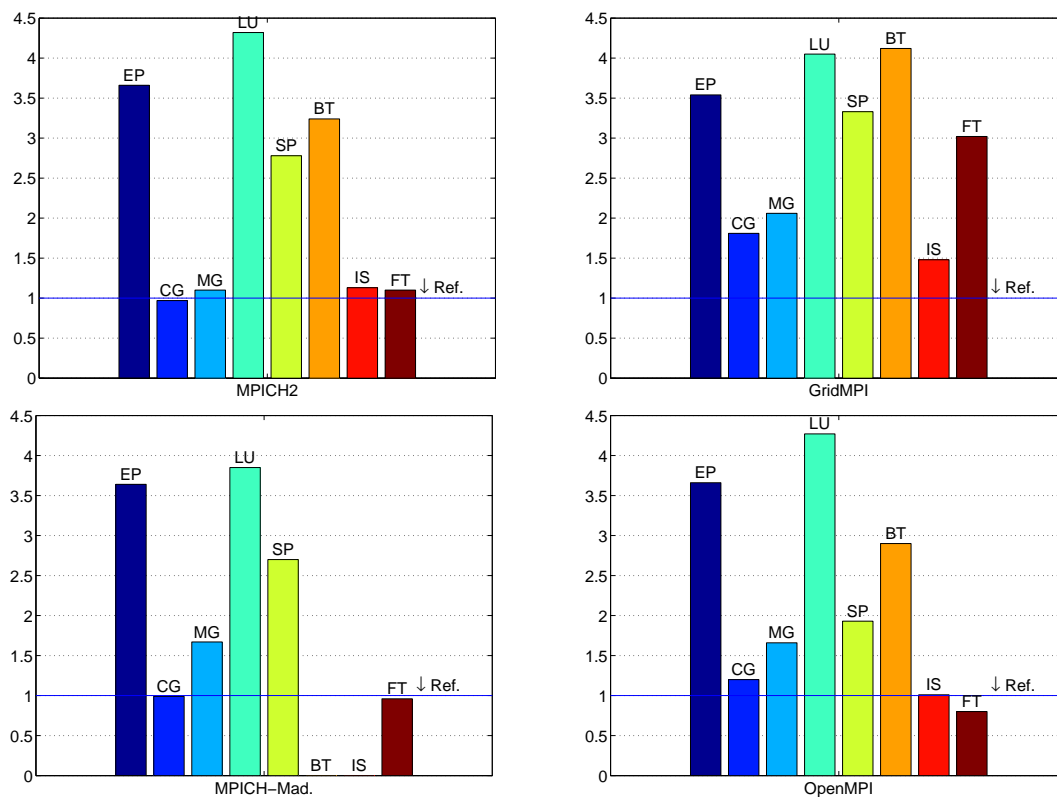 4.5
4
3.5
3
2.5
2
1.5
1
0.5
0
EP
CG
MG
LU
SP
BT
IS
FT
↓ Ref.
MPICH2
4.5
4
3.5
3
2.5
2
1.5
1
0.5
0
EP
CG
MG
LU
SP
BT
IS
FT
↓ Ref.
GridMPI
4.5
4
3.5
3
2.5
2
1.5
1
0.5
0
EP
CG
MG
LU
SP
BT
IS
FT
↓ Ref.
MPICH−Mad.
4.5
4
3.5
3
2.5
2
1.5
1
0.5
0
EP
CG
MG
LU
SP
BT
IS
FT
↓ Ref.
OpenMPI